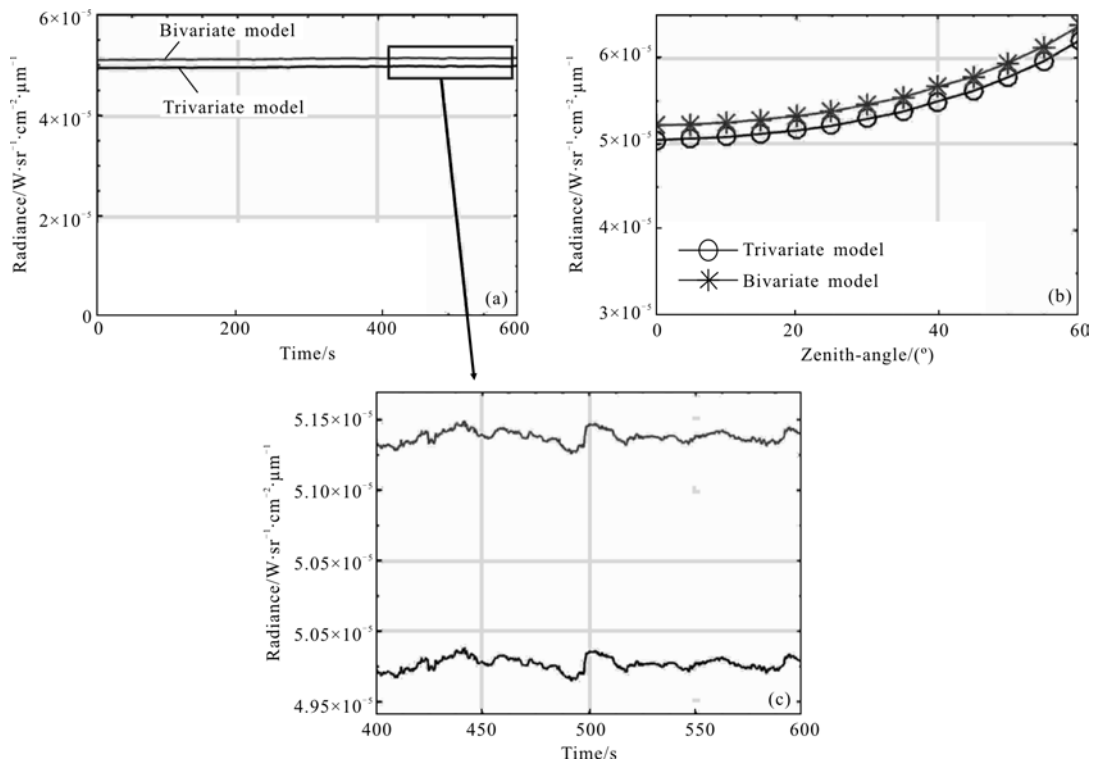 Radiance/W·sr⁻¹·cm⁻²·μm⁻¹
6×10⁻⁵
4×10⁻⁵
2×10⁻⁵
0
Bivariate model
Trivariate model
(a)
0 200 400 600
Time/s
Radiance/W·sr⁻¹·cm⁻²·μm⁻¹
6×10⁻⁵
5×10⁻⁵
4×10⁻⁵
3×10⁻⁵
Trivariate model
Bivariate model
(b)
0 20 40 60
Zenith-angle/(º)
Radiance/W·sr⁻¹·cm⁻²·μm⁻¹
5.15×10⁻⁵
5.10×10⁻⁵
5.05×10⁻⁵
5.05×10⁻⁵
4.95×10⁻⁵
(c)
400 450 500 550 600
Time/s